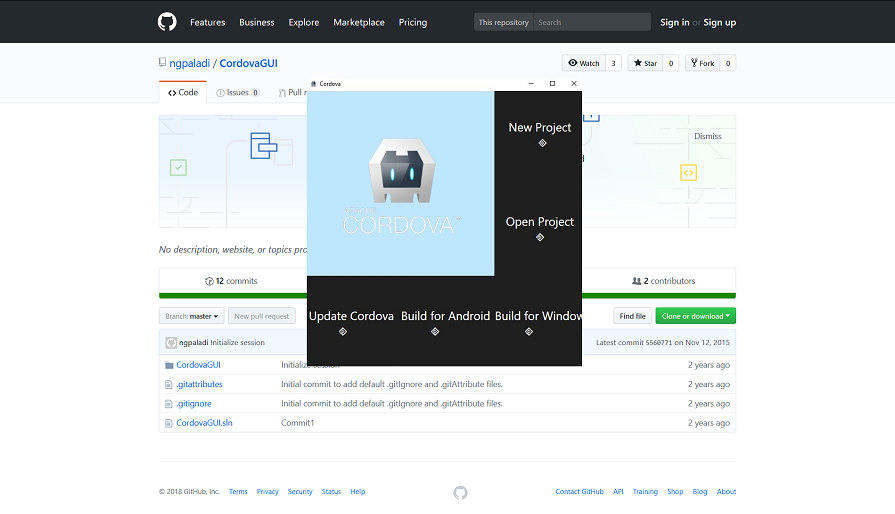 Features Business Explore Marketplace Pricing This repository Search Sign in or Sign up
ngpaladi / CordovaGUI Watch 3 Star 0 Fork 0
Cordova
Code Issues 0 Pull
New Project
Dismiss
CORDOVA™
Open Project
No description, website, or topics
12 commits 2 contributors
Update Cordova Build for Android Build for Window
Branch: master New pull request Find file Clone or download
ngpaladi Initialize session Latest commit 5560771 on Nov 12, 2015
CordovaGUI Initialize session 2 years ago
.gitattributes Initial commit to add default .gitIgnore and .gitAttribute files. 2 years ago
.gitignore Initial commit to add default .gitIgnore and .gitAttribute files. 2 years ago
CordovaGUI.sln Commit1 2 years ago
© 2018 GitHub, Inc. Terms Privacy Security Status Help Contact GitHub API Training Shop Blog About